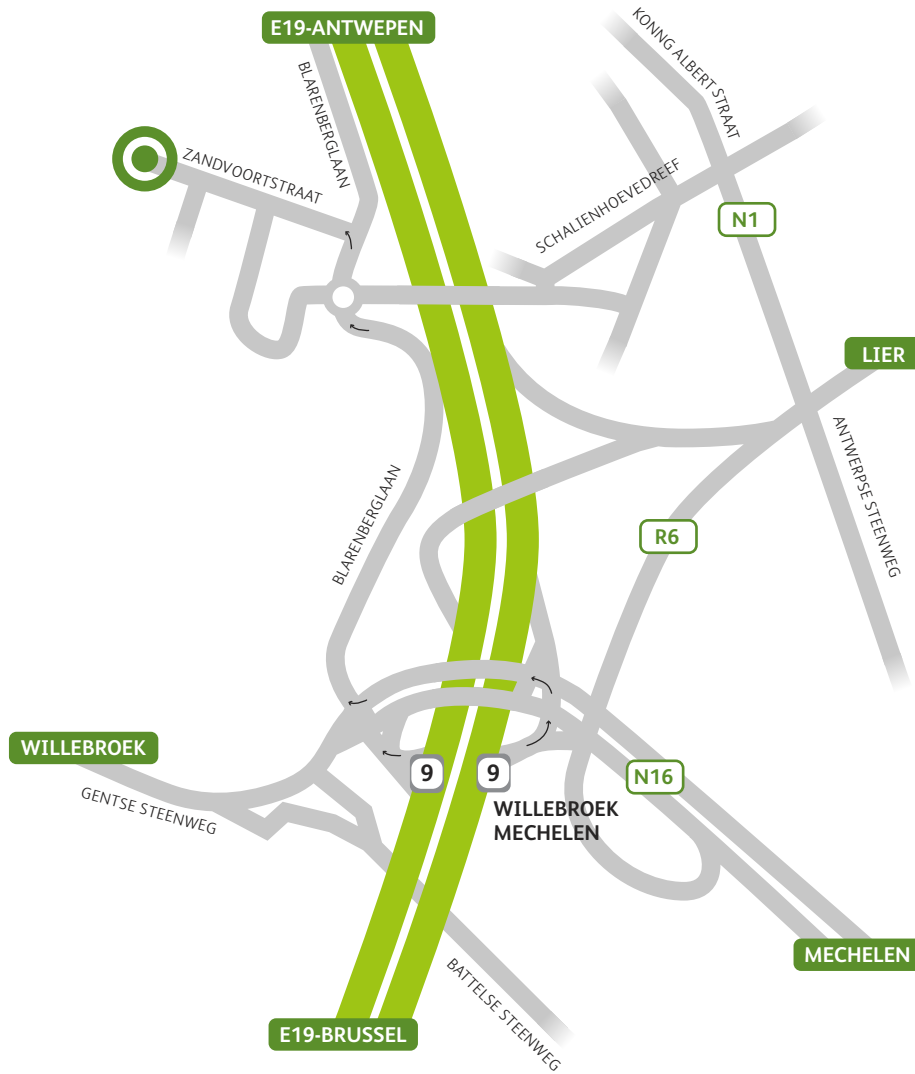 E19-ANTWEPEN
KONNG ALBERT STRAAT
BLARENBERGLAAN
ZANDVOORTSTRAAT
SCHALIENHOEVEDREEF
N1
LIER
ANTWERPSE STEENWEG
BLARENBERGLAAN
R6
WILLEBROEK
9
9
N16
GENTSE STEENWEG
WILLEBROEK
MECHELEN
MECHELEN
BATTELSE STEENWEG
E19-BRUSSEL